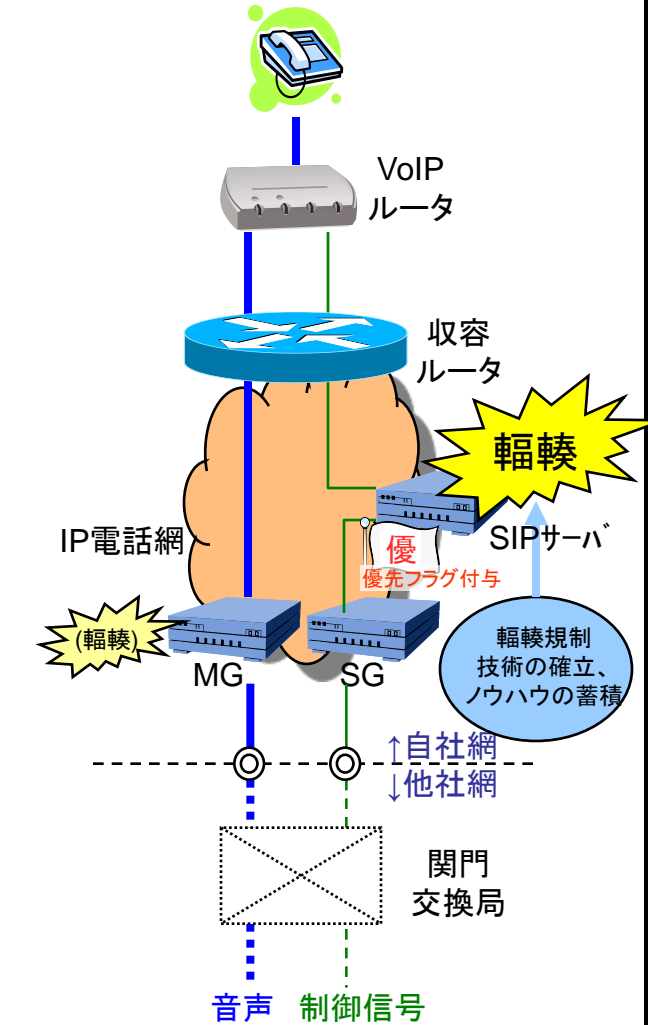 VoIP
ルータ
収容
ルータ
輻輳
IP電話網
SIPｻｰﾊﾞ
優
優先フラグ付与
(輻輳)
MG
SG
輻輳規制
技術の確立、
ノウハウの蓄積
↑自社網
↓他社網
関門
交換局
音声
制御信号